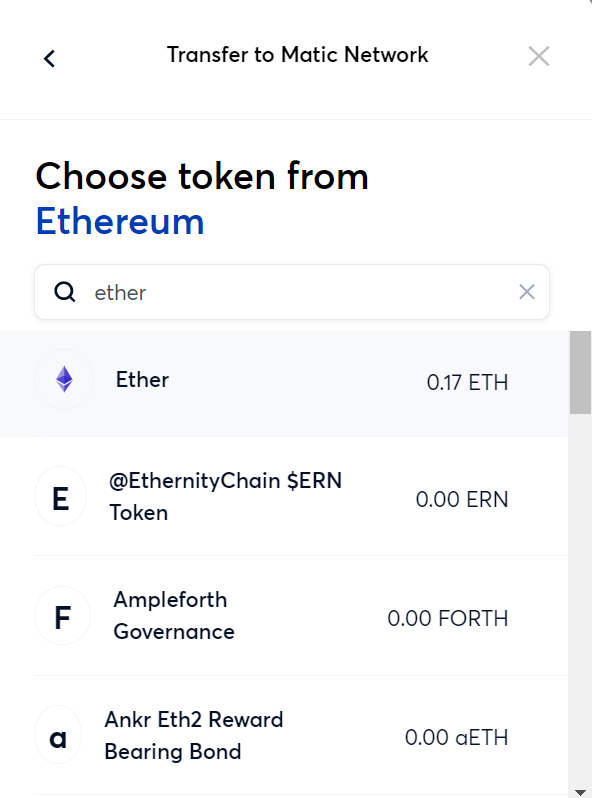 Transfer to Matic Network
Choose token from
Ethereum
ether
Ether
0.17 ETH
E
@EthernityChain $ERN
Token
0.00 ERN
F
Ampleforth
Governance
0.00 FORTH
a
Ankr Eth2 Reward
Bearing Bond
0.00 aETH